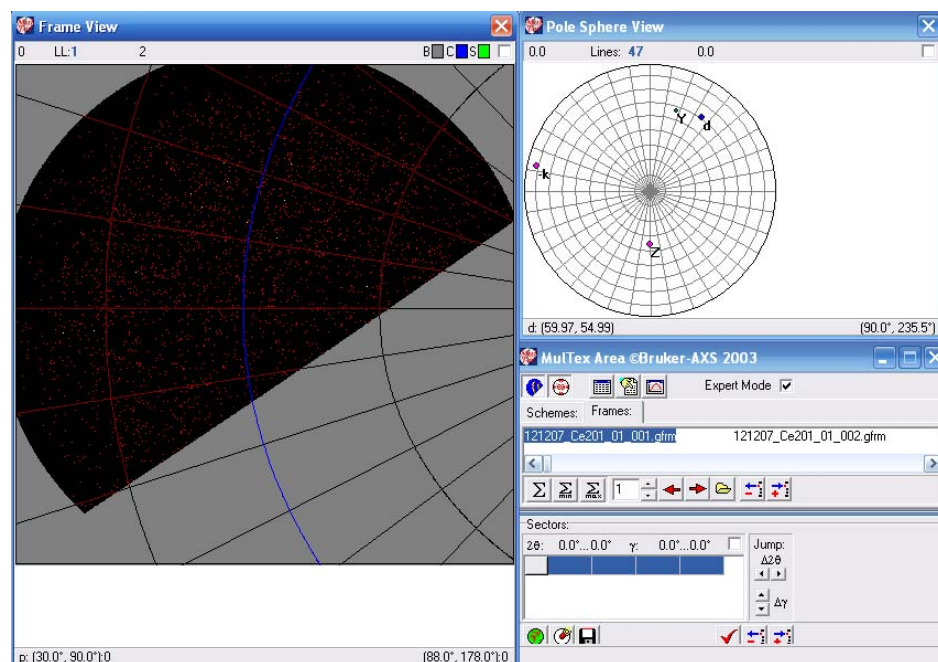 Frame View
0 LL:1 2 B C S
p: (30.0°, 90.0°):0 (88.0°, 178.0°):0
Pole Sphere View
0.0 Lines: 47 0.0
Y
d
-k
Z
d: (59.97, 54.99) (90.0°, 235.5°)
MulTex Area ©Bruker-AXS 2003
Expert Mode
Schemes: Frames:
121207_Ce201_01_001.gfrm 121207_Ce201_01_002.gfrm
Σ Σmin Σmax 1
Sectors:
2θ: 0.0°...0.0° γ: 0.0°...0.0° Jump:
Δ2θ
Δγ